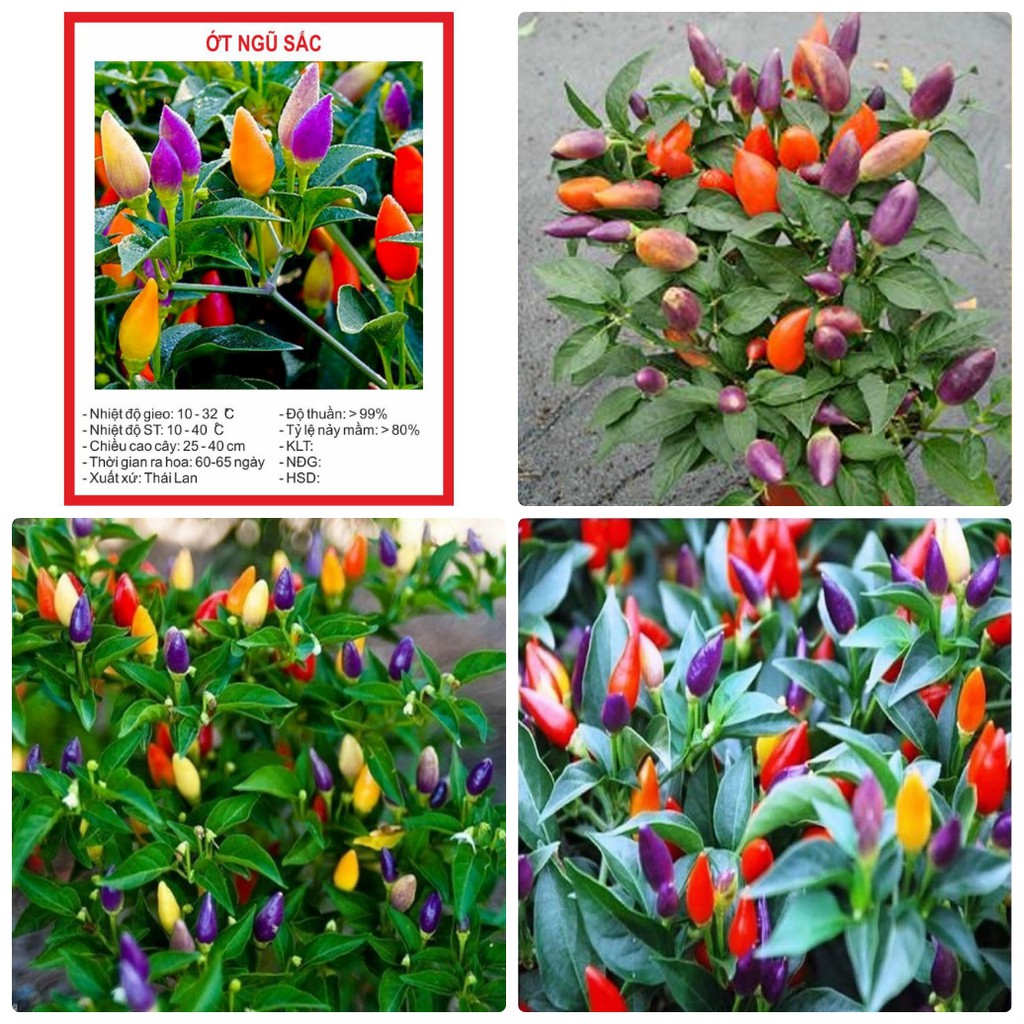 ỚT NGŨ SẮC
- Nhiệt độ gieo: 10 - 32 ℃
- Nhiệt độ ST: 10 - 40 ℃
- Chiều cao cây: 25 - 40 cm
- Thời gian ra hoa: 60-65 ngày
- Xuất xứ: Thái Lan
- Độ thuần: > 99%
- Tỷ lệ nảy mầm: > 80%
- KLT:
- NĐG:
- HSD: